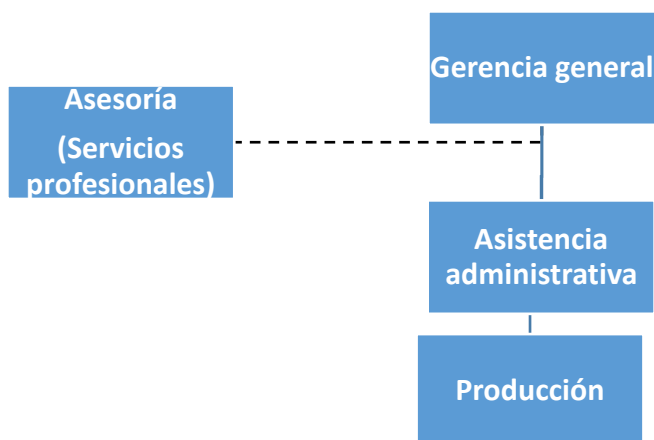 Gerencia general
Asesoría
(Servicios
profesionales)
Asistencia
administrativa
Producción